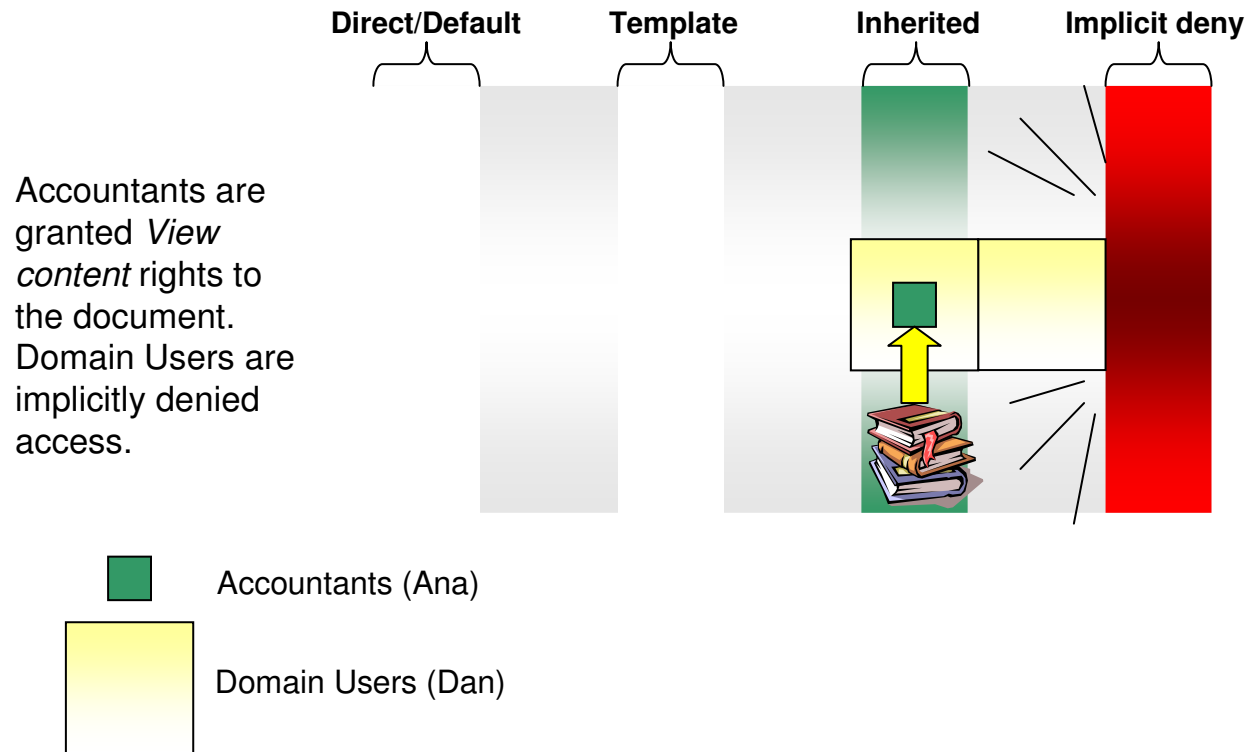 Direct/Default Template Inherited Implicit deny
Accountants are
granted View
content rights to
the document.
Domain Users are
implicitly denied
access.
Accountants (Ana)
Domain Users (Dan)